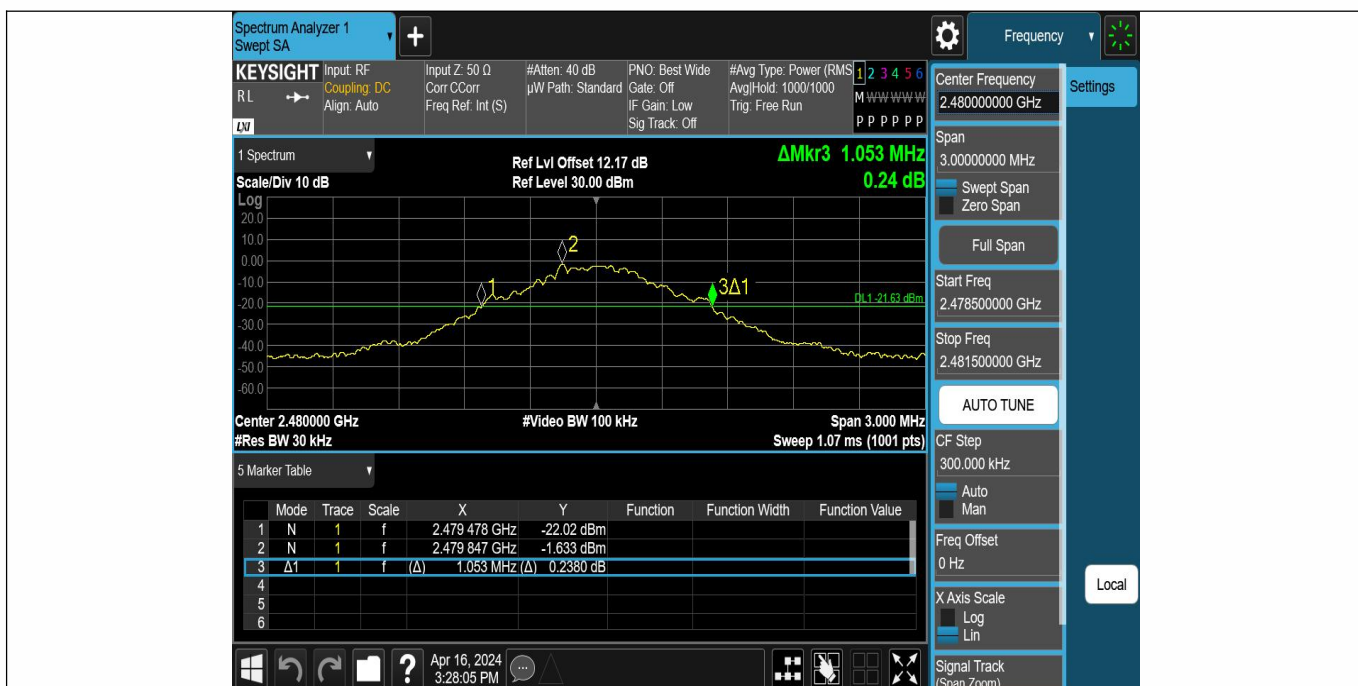 Spectrum Analyzer 1
Swept SA
+
Frequency
KEYSIGHT
RL
LXI
Input: RF
Coupling: DC
Align: Auto
Input Z: 50 Ω
Corr CCorr
Freq Ref: Int (S)
#Atten: 40 dB
µW Path: Standard
PNO: Best Wide
Gate: Off
IF Gain: Low
Sig Track: Off
#Avg Type: Power (RMS
Avg|Hold: 1000/1000
Trig: Free Run
1 2 3 4 5 6
M W W W W W
P P P P P P
1 Spectrum
Scale/Div 10 dB
Ref Lvl Offset 12.17 dB
Ref Level 30.00 dBm
ΔMkr3 1.053 MHz
0.24 dB
Log
20.0
10.0
0.00
-10.0
-20.0
-30.0
-40.0
-50.0
-60.0
1
2
3Δ1
DL1 -21.63 dBm
Center 2.480000 GHz
#Video BW 100 kHz
Span 3.000 MHz
#Res BW 30 kHz
Sweep 1.07 ms (1001 pts)
5 Marker Table
Mode Trace Scale X Y Function Function Width Function Value
1 N 1 f 2.479 478 GHz -22.02 dBm
2 N 1 f 2.479 847 GHz -1.633 dBm
3 Δ1 1 f (Δ) 1.053 MHz (Δ) 0.2380 dB
4
5
6
?
Apr 16, 2024
3:28:05 PM
Center Frequency
2.480000000 GHz
Settings
Span
3.00000000 MHz
Swept Span
Zero Span
Full Span
Start Freq
2.478500000 GHz
Stop Freq
2.481500000 GHz
AUTO TUNE
CF Step
300.000 kHz
Auto
Man
Freq Offset
0 Hz
Local
X Axis Scale
Log
Lin
Signal Track
(Span Zoom)